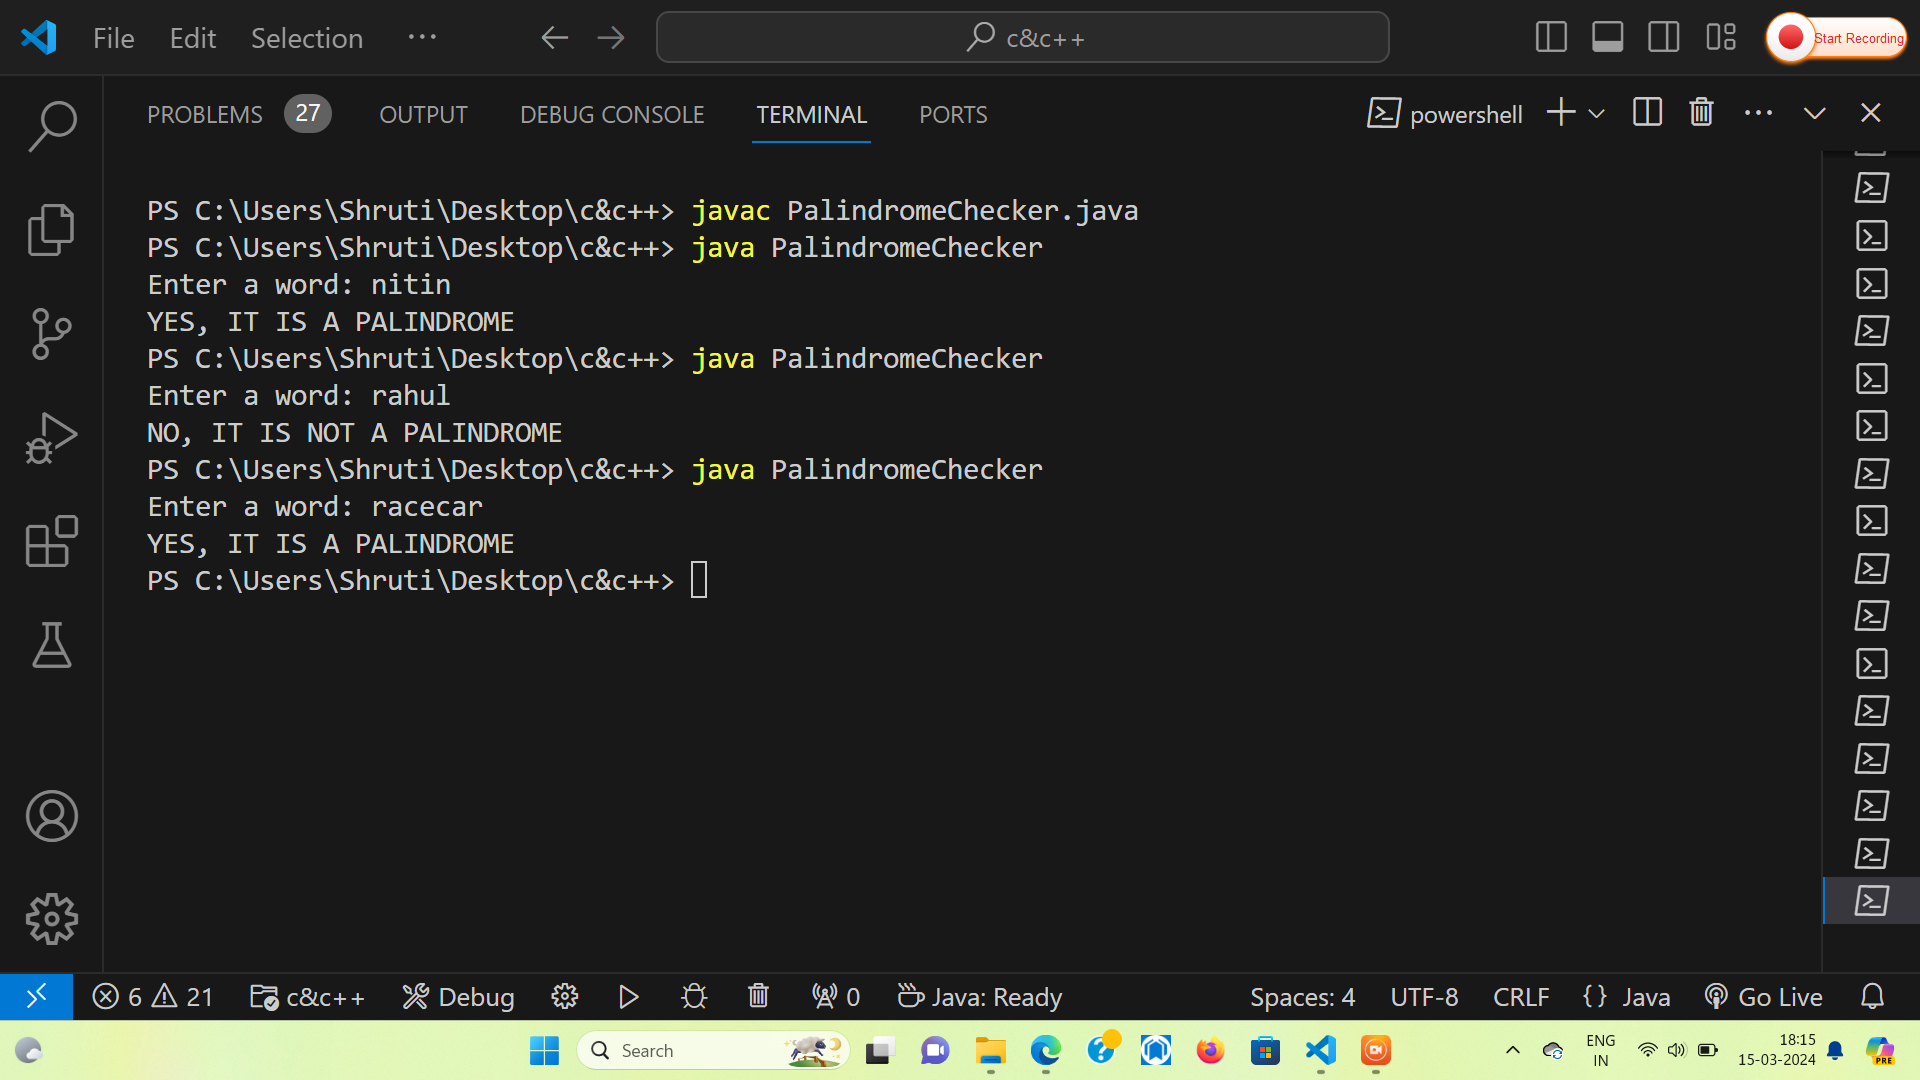 File Edit Selection ··· c&c++ Start Recording
PROBLEMS 27 OUTPUT DEBUG CONSOLE TERMINAL PORTS powershell
PS C:\Users\Shruti\Desktop\c&c++> javac PalindromeChecker.java
PS C:\Users\Shruti\Desktop\c&c++> java PalindromeChecker
Enter a word: nitin
YES, IT IS A PALINDROME
PS C:\Users\Shruti\Desktop\c&c++> java PalindromeChecker
Enter a word: rahul
NO, IT IS NOT A PALINDROME
PS C:\Users\Shruti\Desktop\c&c++> java PalindromeChecker
Enter a word: racecar
YES, IT IS A PALINDROME
PS C:\Users\Shruti\Desktop\c&c++>
6 21 c&c++ Debug 0 Java: Ready Spaces: 4 UTF-8 CRLF {} Java Go Live
Search ENG 18:15
IN 15-03-2024 PRE